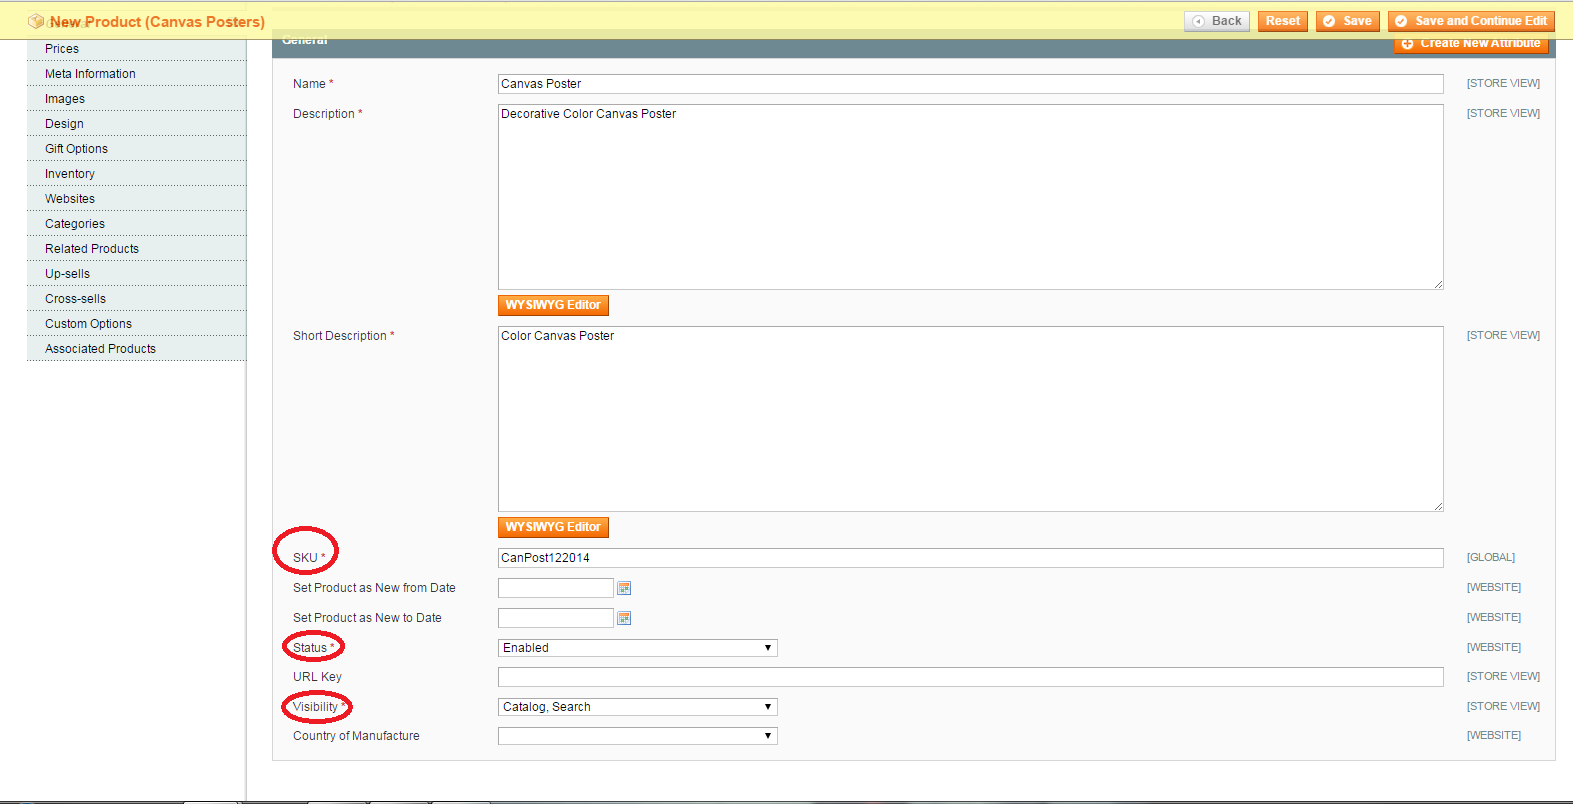 New Product (Canvas Posters)
Back
Reset
Save
Save and Continue Edit
General
Create New Attribute
Prices
Meta Information
Images
Design
Gift Options
Inventory
Websites
Categories
Related Products
Up-sells
Cross-sells
Custom Options
Associated Products
Name * Canvas Poster [STORE VIEW]
Description * Decorative Color Canvas Poster [STORE VIEW]
WYSIWYG Editor
Short Description * Color Canvas Poster [STORE VIEW]
WYSIWYG Editor
SKU * CanPost122014 [GLOBAL]
Set Product as New from Date [WEBSITE]
Set Product as New to Date [WEBSITE]
Status * Enabled [WEBSITE]
URL Key [STORE VIEW]
Visibility * Catalog, Search [STORE VIEW]
Country of Manufacture [WEBSITE]